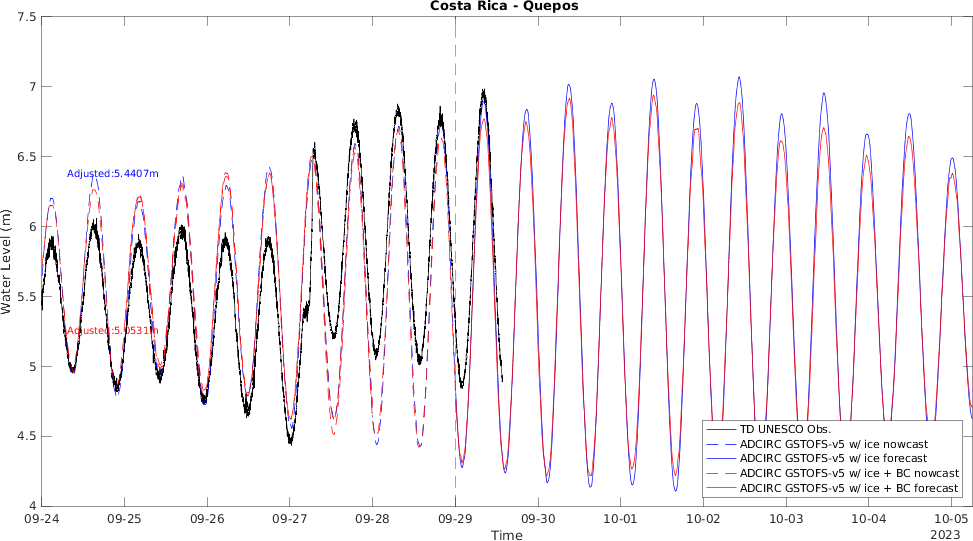 Costa Rica - Quepos
7.5
7
6.5
6
5.5
5
4.5
4
Water Level (m)
Adjusted:5.4407m
Adjusted:5.0531m
TD UNESCO Obs.
ADCIRC GSTOFS-v5 w/ ice nowcast
ADCIRC GSTOFS-v5 w/ ice forecast
ADCIRC GSTOFS-v5 w/ ice + BC nowcast
ADCIRC GSTOFS-v5 w/ ice + BC forecast
09-24 09-25 09-26 09-27 09-28 09-29 09-30 10-01 10-02 10-03 10-04 10-05
Time
2023